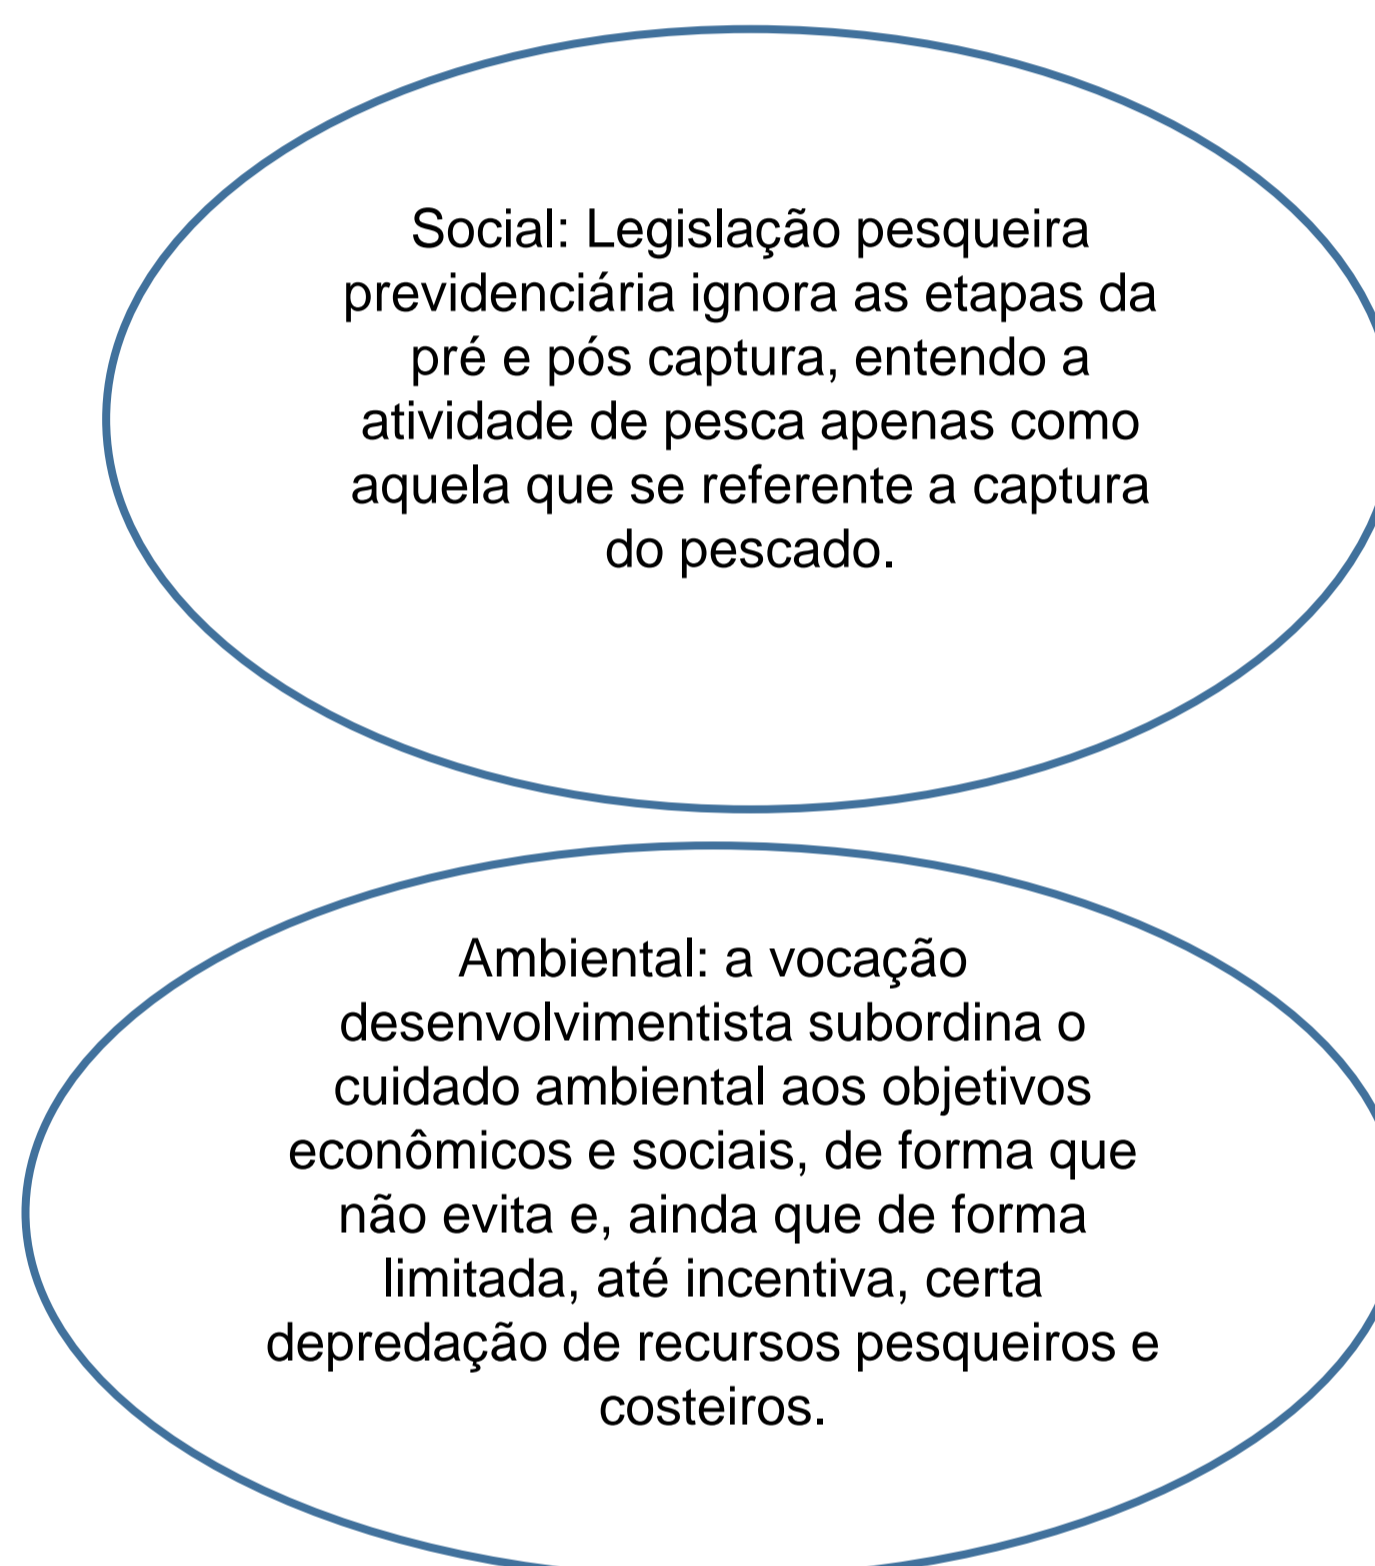 Social: Legislação pesqueira
previdenciária ignora as etapas da
pré e pós captura, entendo a
atividade de pesca apenas como
aquela que se referente a captura
do pescado.
Ambiental: a vocação
desenvolvimentista subordina o
cuidado ambiental aos objetivos
econômicos e sociais, de forma que
não evita e, ainda que de forma
limitada, até incentiva, certa
depredação de recursos pesqueiros e
costeiros.